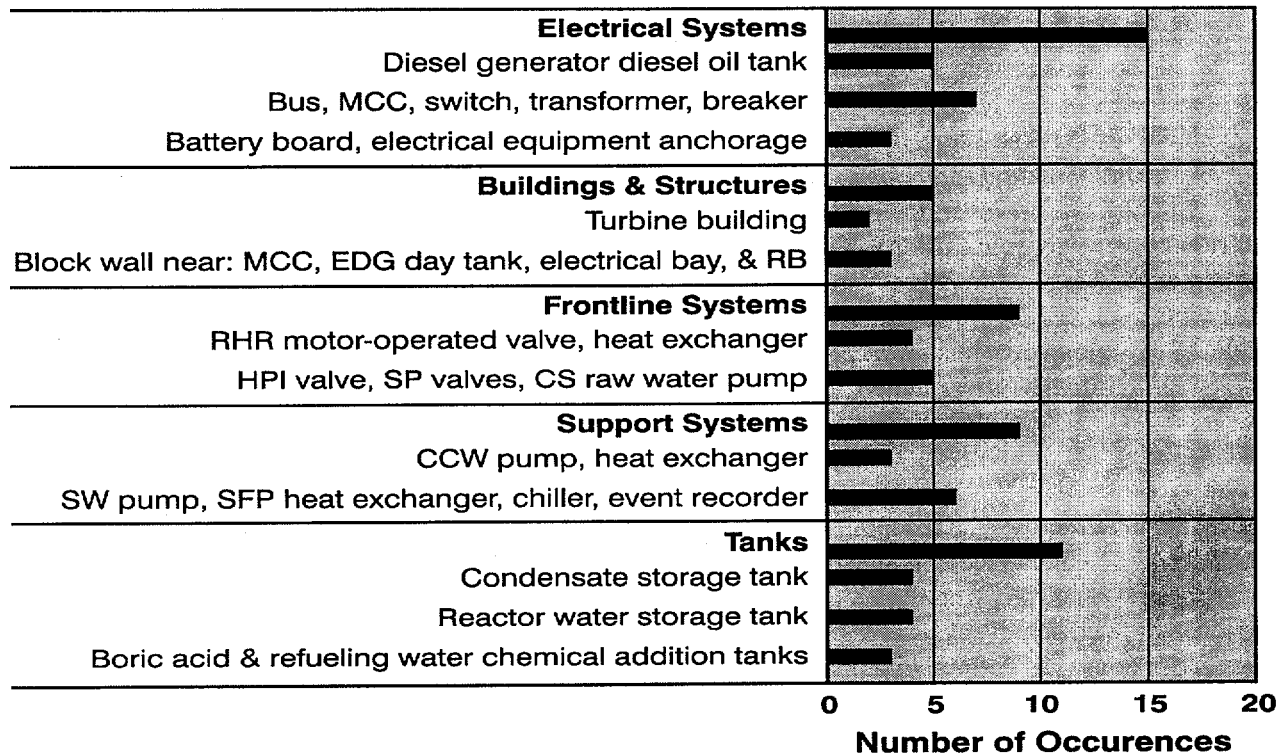 Electrical Systems
Diesel generator diesel oil tank
Bus, MCC, switch, transformer, breaker
Battery board, electrical equipment anchorage
Buildings & Structures
Turbine building
Block wall near: MCC, EDG day tank, electrical bay, & RB
Frontline Systems
RHR motor-operated valve, heat exchanger
HPI valve, SP valves, CS raw water pump
Support Systems
CCW pump, heat exchanger
SW pump, SFP heat exchanger, chiller, event recorder
Tanks
Condensate storage tank
Reactor water storage tank
Boric acid & refueling water chemical addition tanks
0 5 10 15 20
Number of Occurences